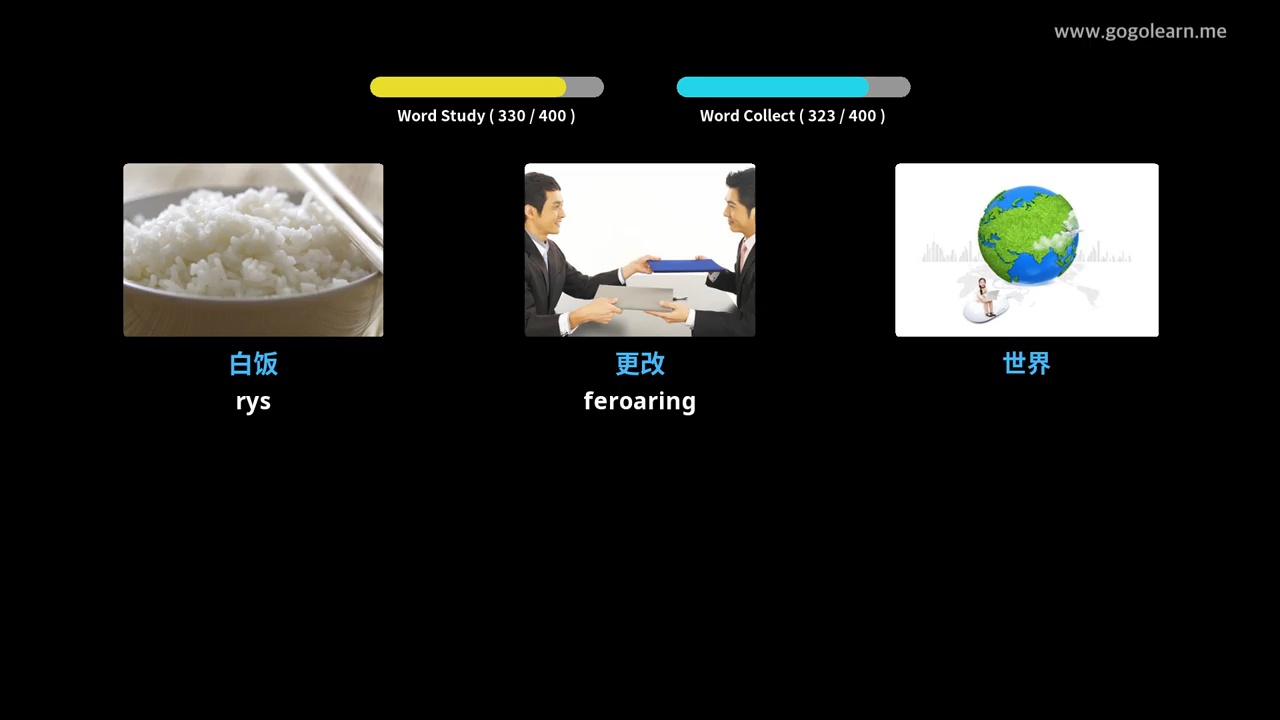 www.gogolearn.me
Word Study ( 330 / 400 )
Word Collect ( 323 / 400 )
白饭
更改
世界
rys
feroaring